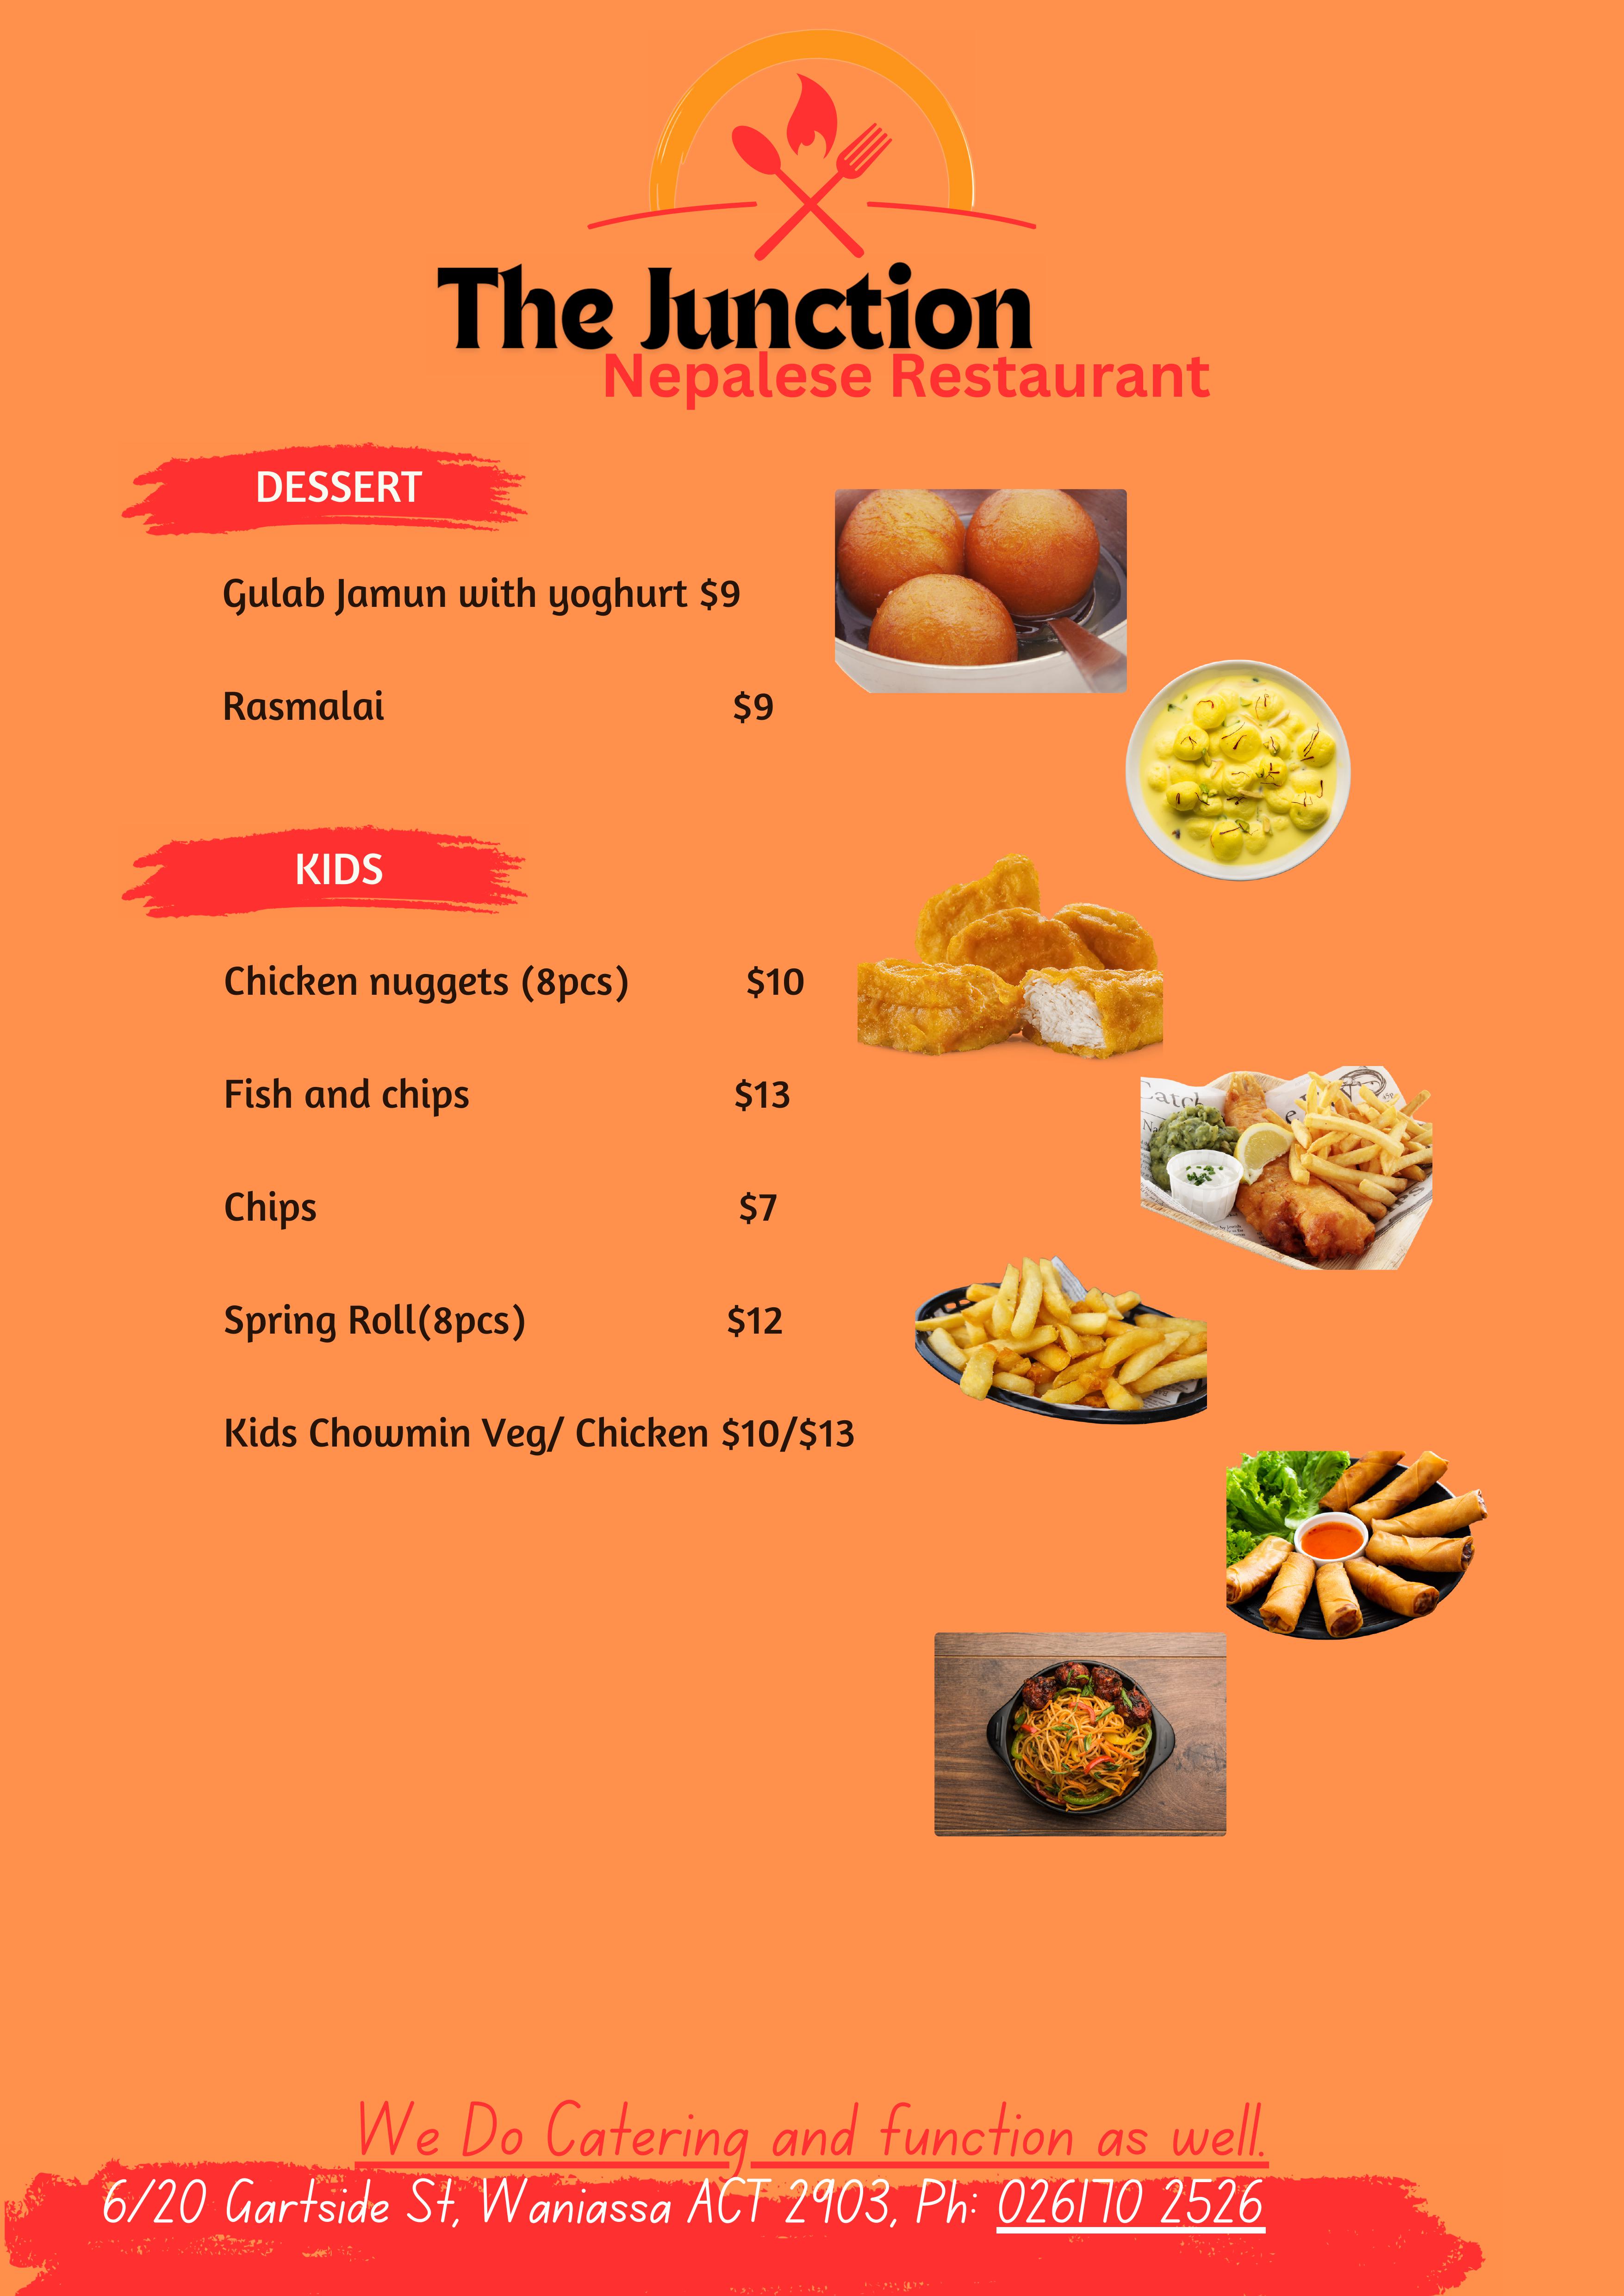 The Junction
Nepalese Restaurant
DESSERT
Gulab Jamun with yoghurt $9
Rasmalai $9
KIDS
Chicken nuggets (8pcs) $10
Fish and chips $13
Chips $7
Spring Roll(8pcs) $12
Kids Chowmin Veg/ Chicken $10/$13
We Do Catering and function as well.
6/20 Gartside St, Waniassa ACT 2903, Ph: 026170 2526